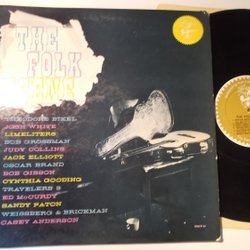 THE
FOLK
THEODORE BIKEL
JOSH WHITE
LIMELITERS
BOB GROSSMAN
JUDY COLLINS
JACK ELLIOTT
OSCAR BRAND
BOB GIBSON
CYNTHIA GOODING
TRAVELERS 3
ED McCURDY
SANDY PATON
WEISSBERG & BRICKMAN
CASEY ANDERSON